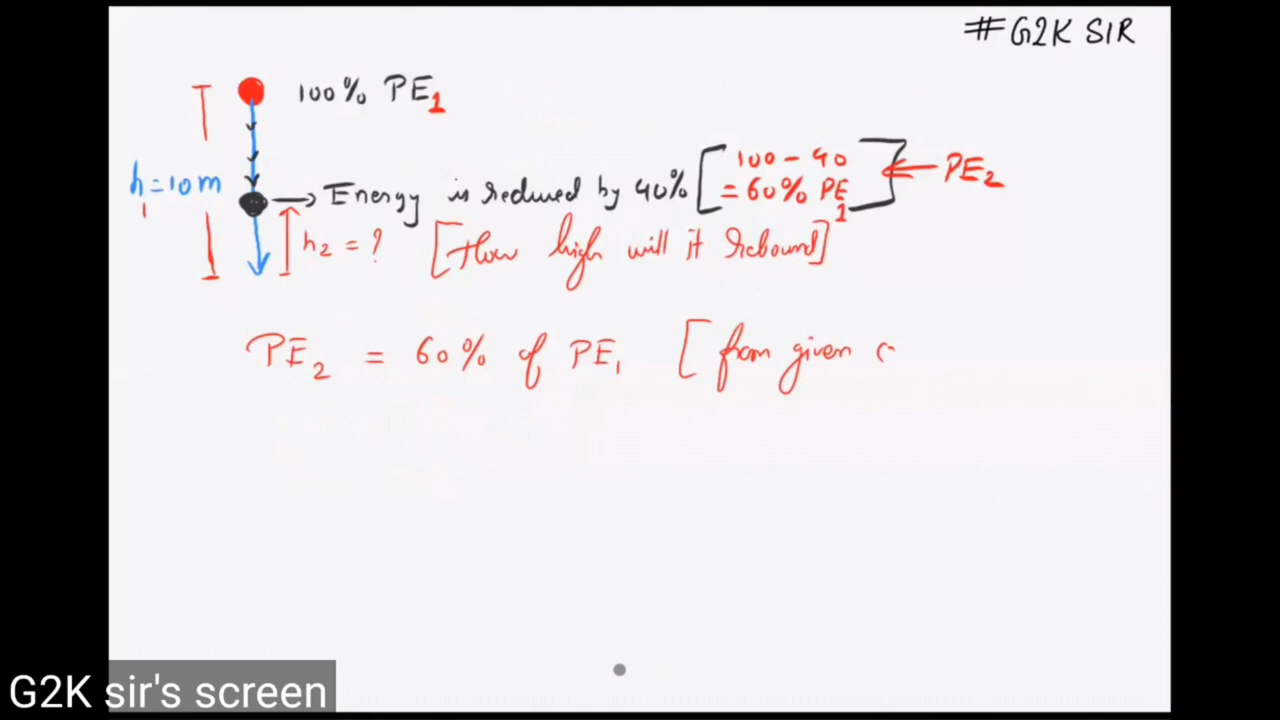 #G2K SIR
100% PE1
h1=10m
→ Energy is reduced by 40% [100 - 40 = 60% PE1] ← PE2
h2 = ? [How high will it rebound]
PE2 = 60% of PE1 [from given c
G2K sir's screen